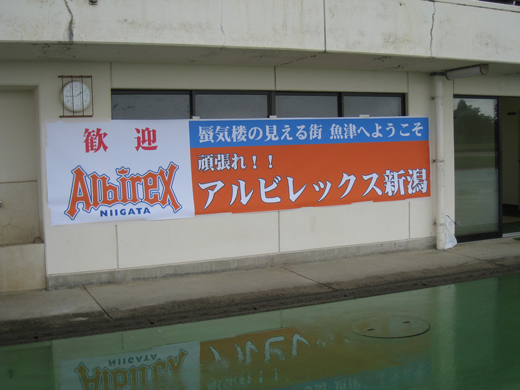 歓迎
Albirex
NIIGATA
蜃気楼の見える街 魚津へようこそ
頑張れ！！
アルビレックス新潟